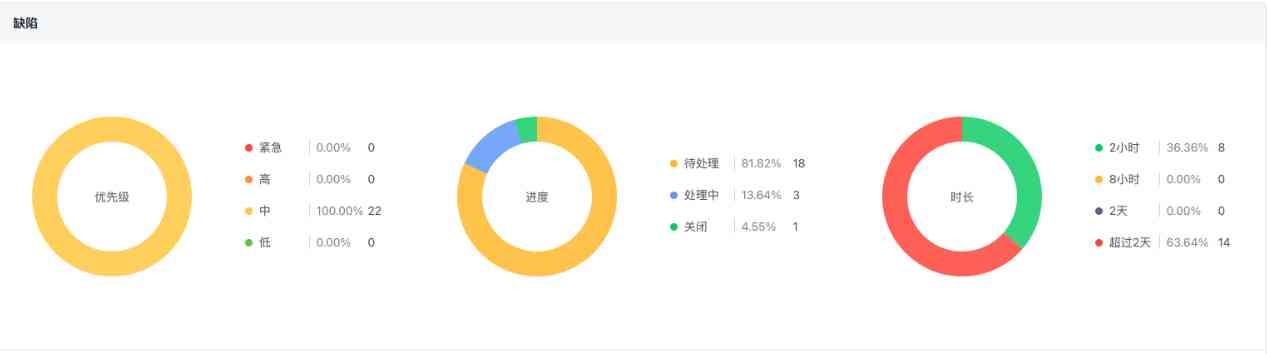 缺陷
优先级
紧急 0.00% 0
高 0.00% 0
中 100.00% 22
低 0.00% 0
进度
待处理 81.82% 18
处理中 13.64% 3
关闭 4.55% 1
时长
2小时 36.36% 8
8小时 0.00% 0
2天 0.00% 0
超过2天 63.64% 14